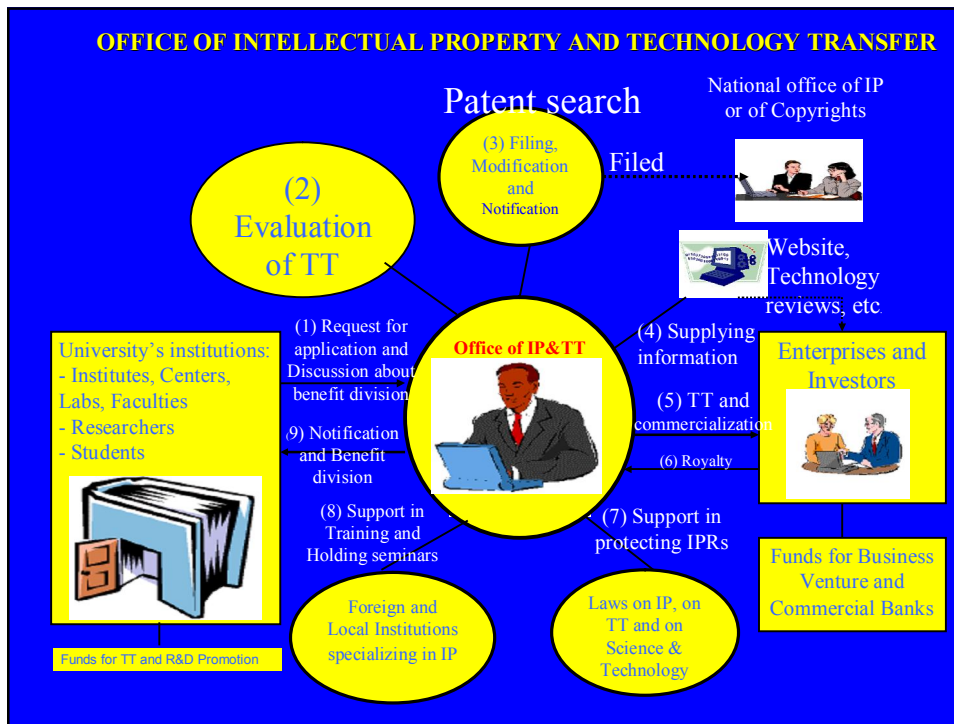 OFFICE OF INTELLECTUAL PROPERTY AND TECHNOLOGY TRANSFER
Patent search
National office of IP
or of Copyrights
(3) Filing,
Modification
and
Notification
Filed
(2)
Evaluation
of TT
Website,
Technology
reviews, etc.
(1) Request for
application and
Discussion about
benefit division
Office of IP&TT
(4) Supplying
information
University's institutions:
- Institutes, Centers,
Labs, Faculties
- Researchers
- Students
Enterprises and
Investors
(5) TT and
commercialization
(9) Notification
and Benefit
division
(6) Royalty
(8) Support in
Training and
Holding seminars
(7) Support in
protecting IPRs
Funds for Business
Venture and
Commercial Banks
Foreign and
Local Institutions
specializing in IP
Laws on IP, on
TT and on
Science &
Technology
Funds for TT and R&D Promotion